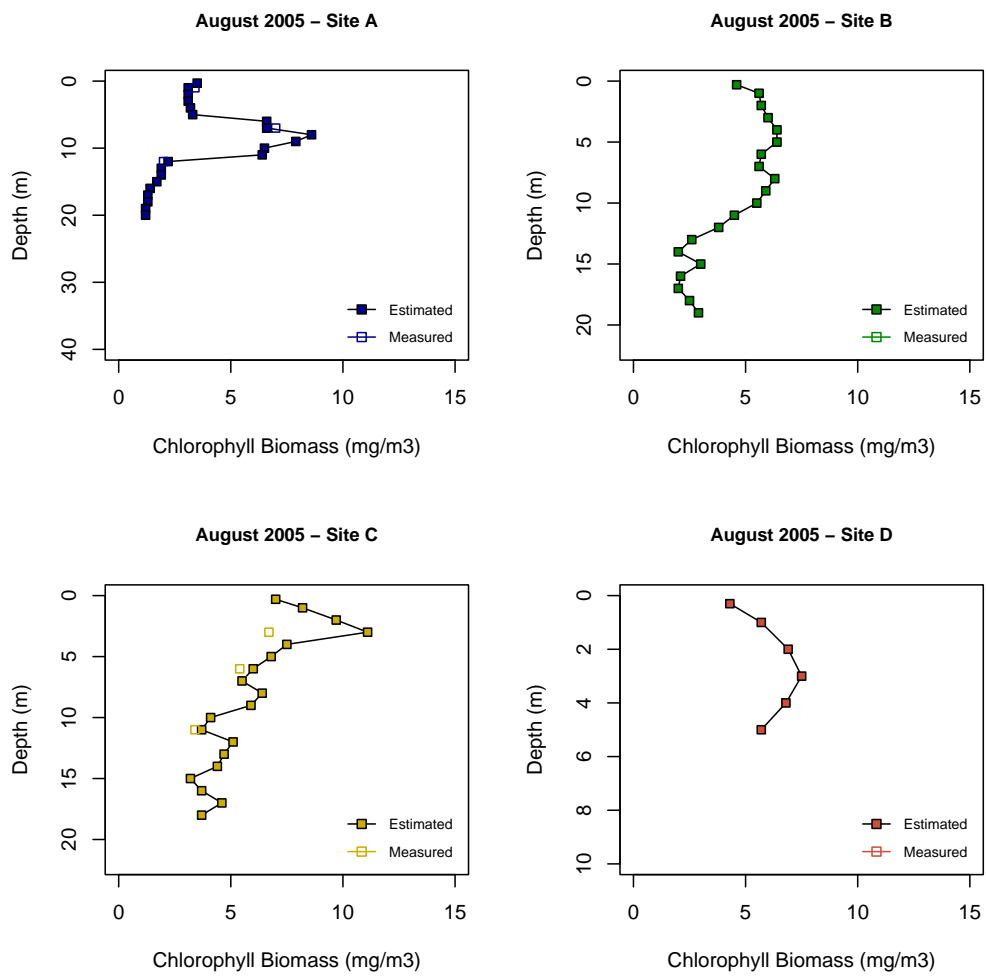 August 2005 – Site A
Depth (m)
0
10
20
30
40
Estimated
Measured
0 5 10 15
Chlorophyll Biomass (mg/m3)
August 2005 – Site B
Depth (m)
0
5
10
15
20
Estimated
Measured
0 5 10 15
Chlorophyll Biomass (mg/m3)
August 2005 – Site C
Depth (m)
0
5
10
15
20
Estimated
Measured
0 5 10 15
Chlorophyll Biomass (mg/m3)
August 2005 – Site D
Depth (m)
0
2
4
6
8
10
Estimated
Measured
0 5 10 15
Chlorophyll Biomass (mg/m3)